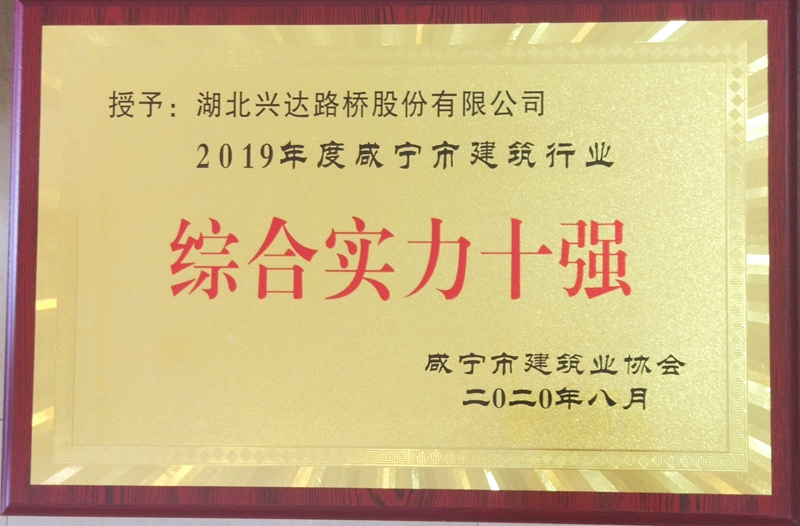 授予：湖北兴达路桥股份有限公司
2019年度咸宁市建筑行业
综合实力十强
咸宁市建筑业协会
二〇二〇年八月